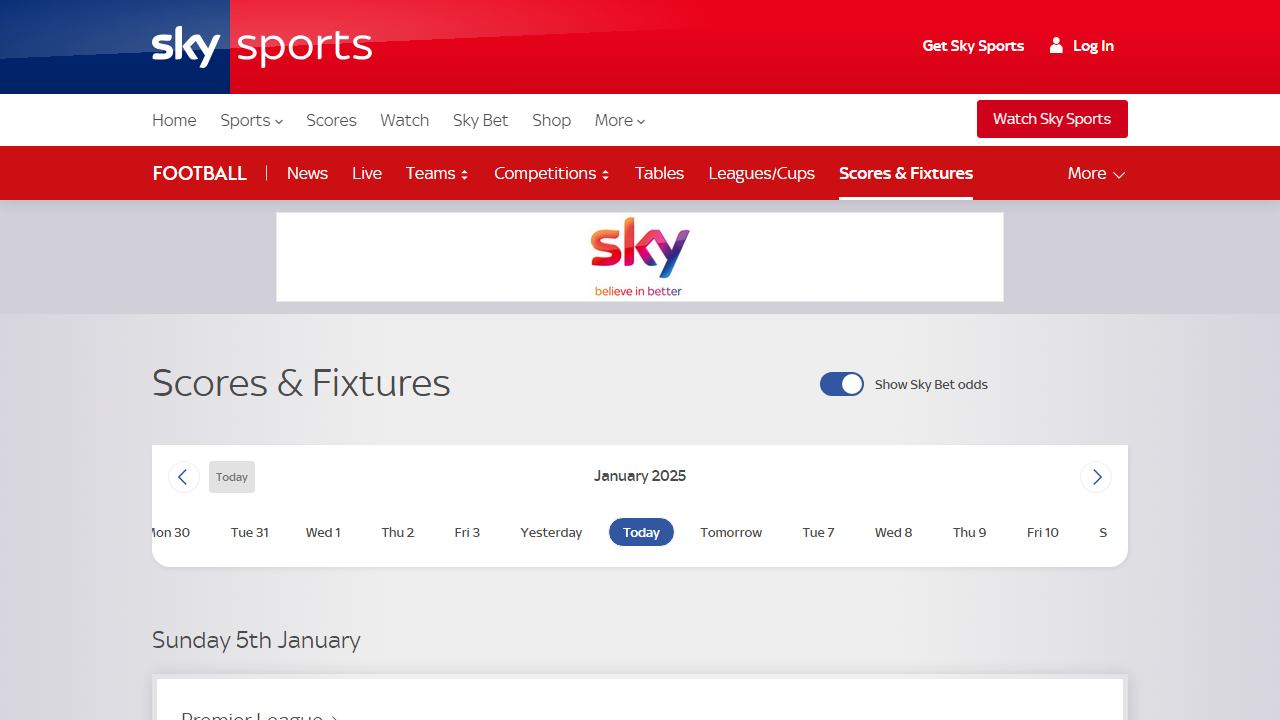 sky sports
Get Sky Sports
Log In
Home
Sports
Scores
Watch
Sky Bet
Shop
More
Watch Sky Sports
FOOTBALL
News
Live
Teams
Competitions
Tables
Leagues/Cups
Scores & Fixtures
More
sky
believe in better
Scores & Fixtures
Show Sky Bet odds
Today
January 2025
Mon 30
Tue 31
Wed 1
Thu 2
Fri 3
Yesterday
Today
Tomorrow
Tue 7
Wed 8
Thu 9
Fri 10
S
Sunday 5th January
Premier League